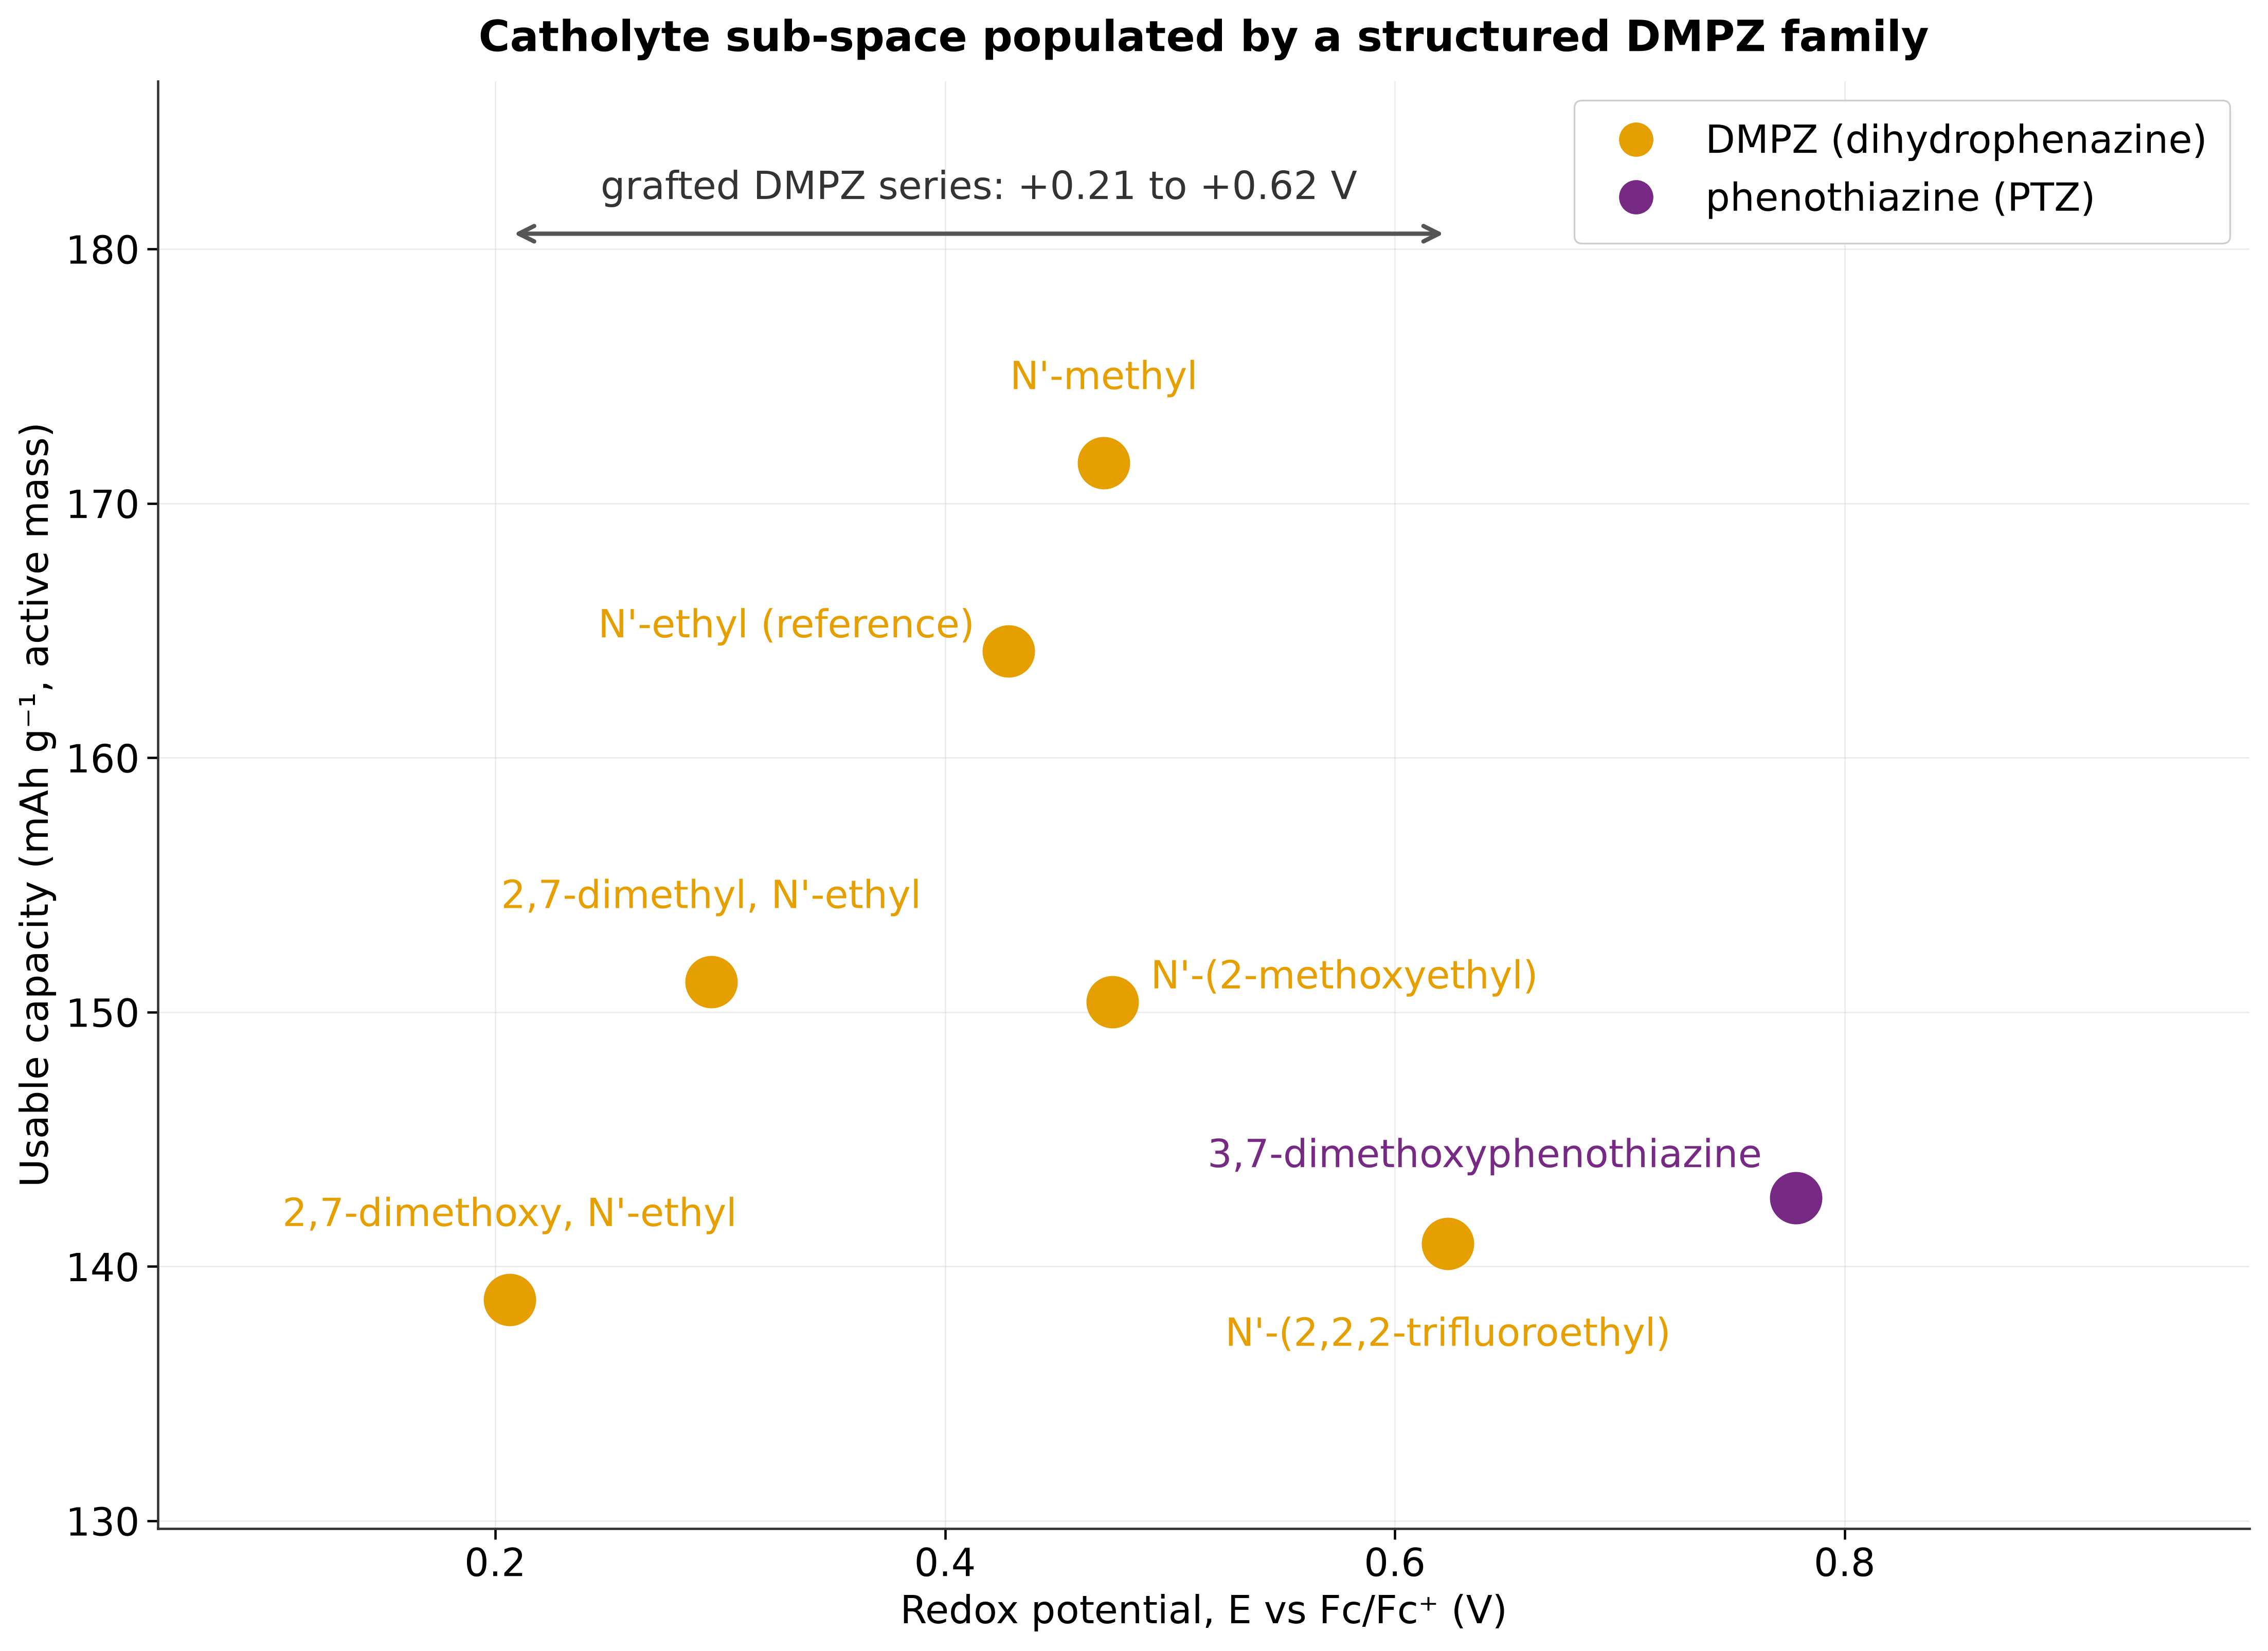 Catholyte sub-space populated by a structured DMPZ family
DMPZ (dihydrophenazine)
phenothiazine (PTZ)
grafted DMPZ series: +0.21 to +0.62 V
N'-methyl
N'-ethyl (reference)
2,7-dimethyl, N'-ethyl
N'-(2-methoxyethyl)
3,7-dimethoxyphenothiazine
2,7-dimethoxy, N'-ethyl
N'-(2,2,2-trifluoroethyl)
Usable capacity (mAh g⁻¹, active mass)
180
170
160
150
140
130
0.2
0.4
0.6
0.8
Redox potential, E vs Fc/Fc⁺ (V)